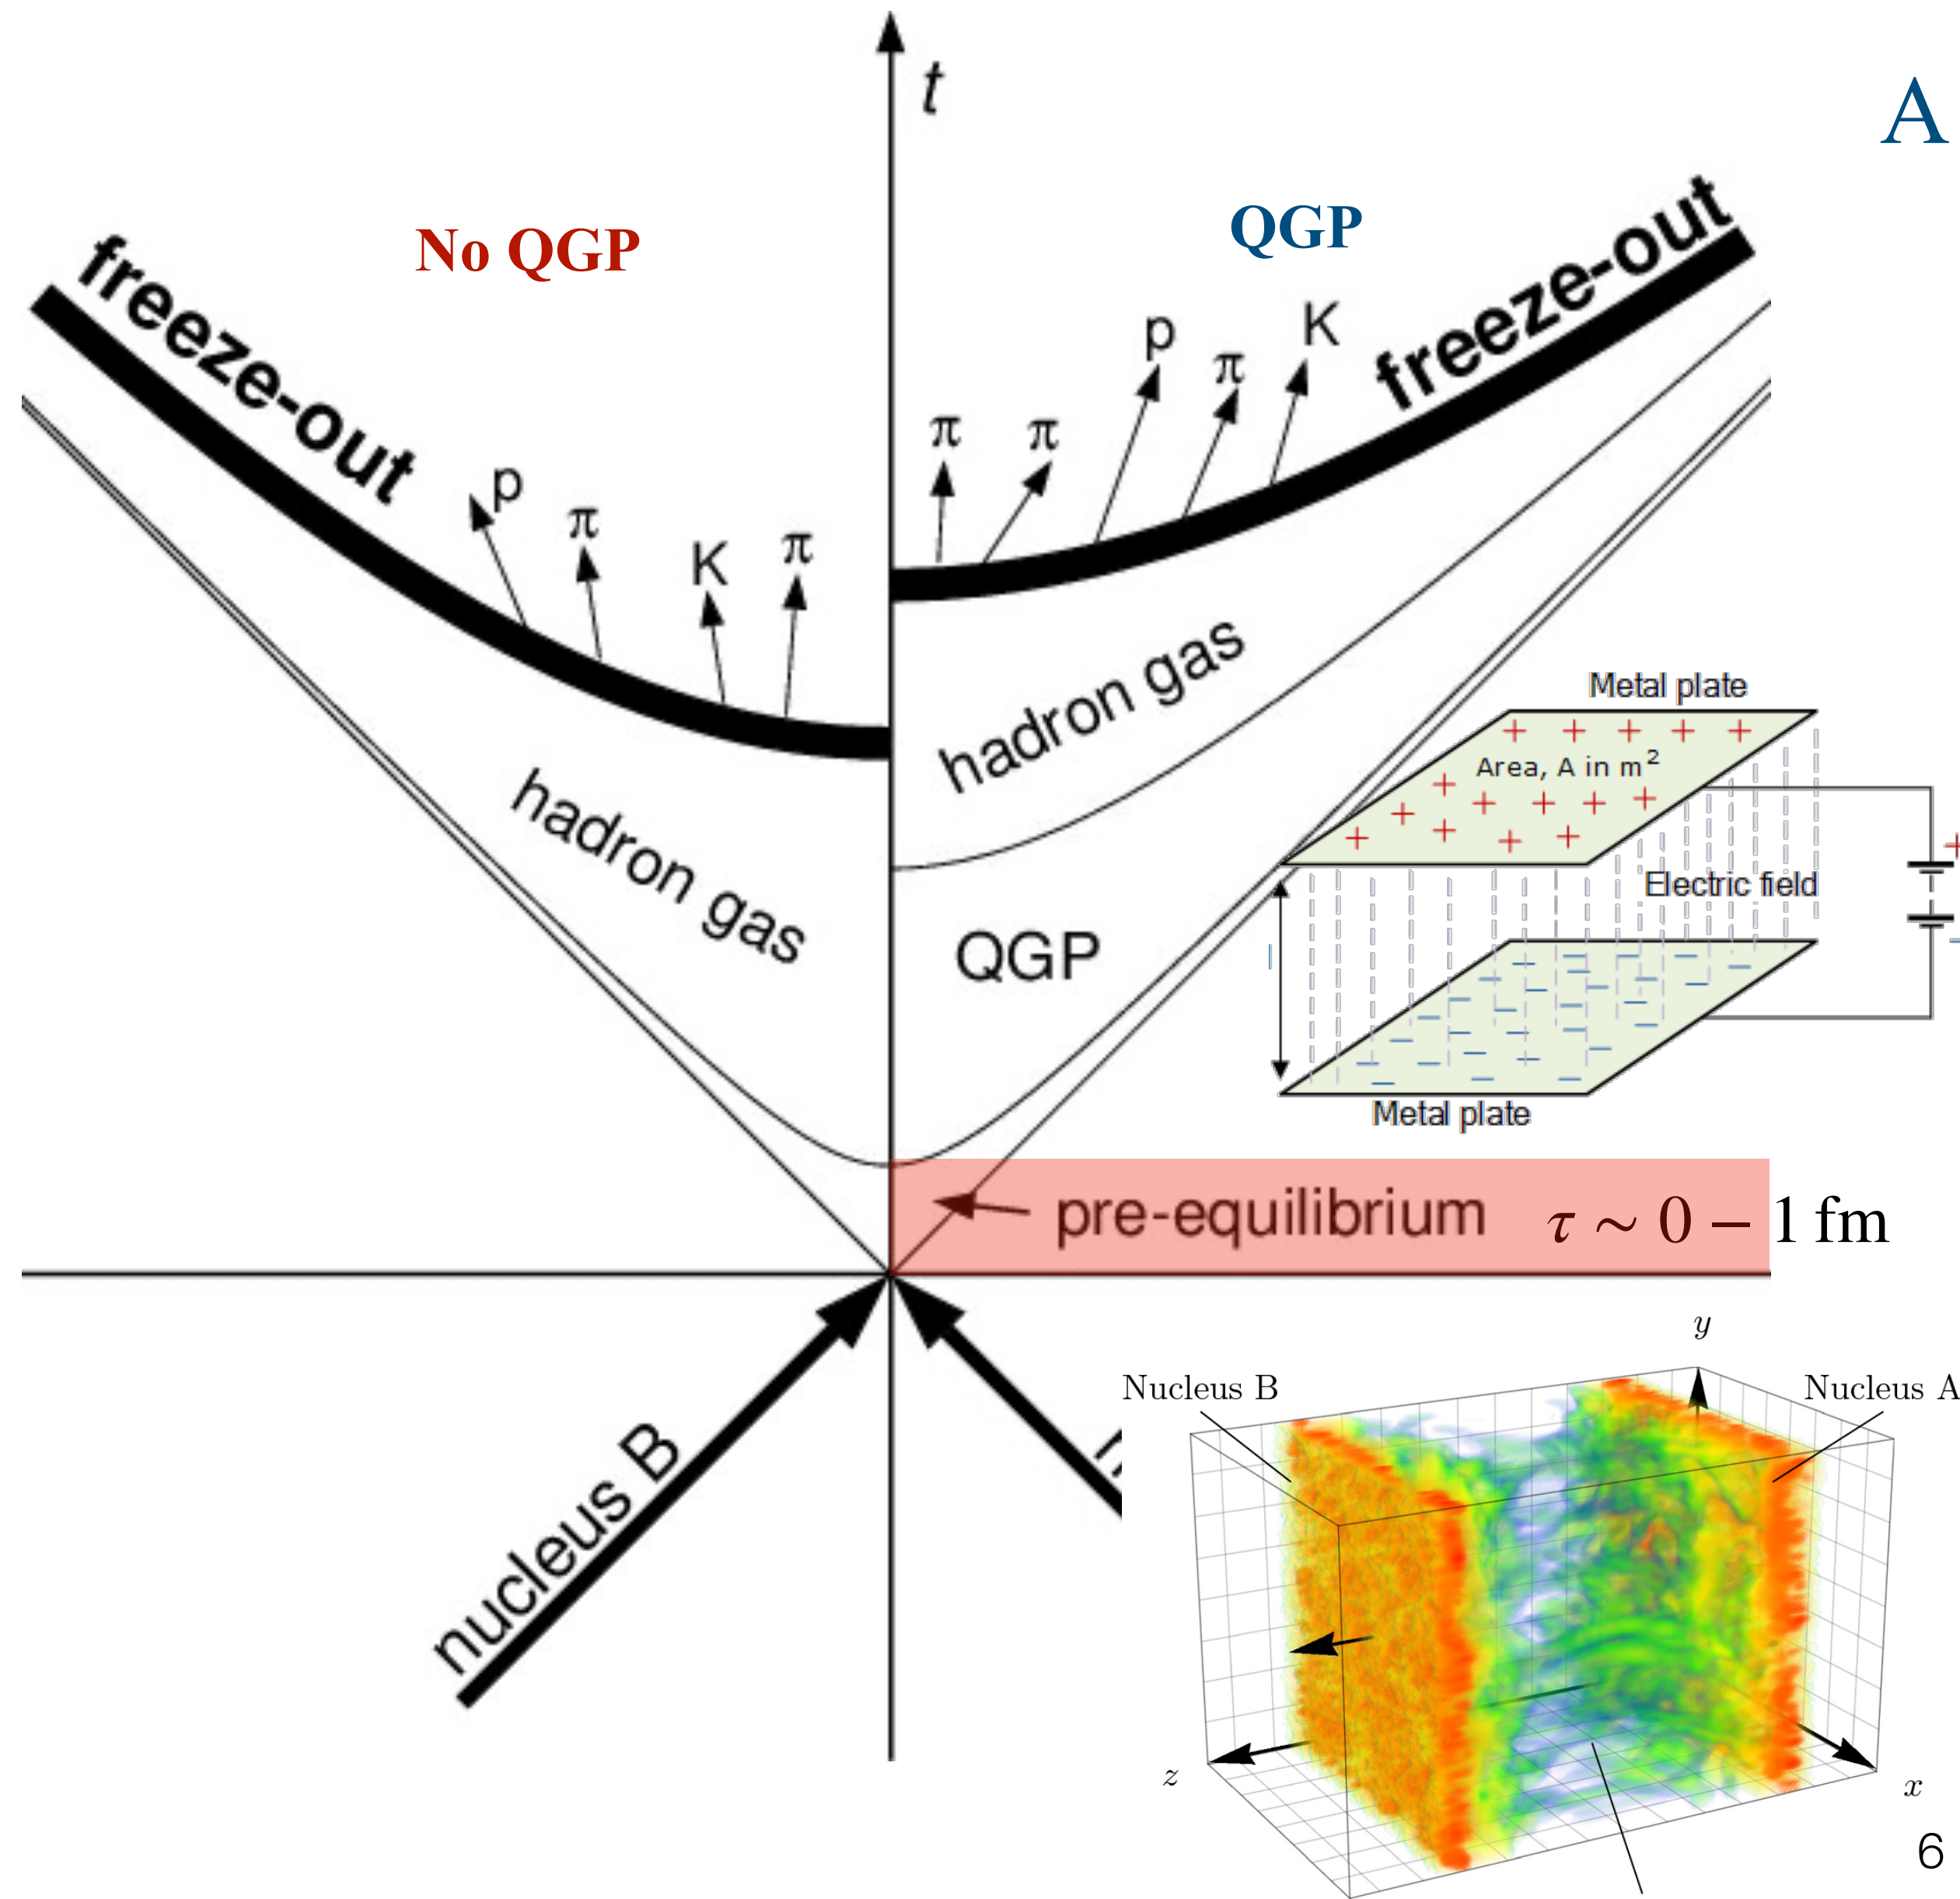 t
A
No QGP
QGP
freeze-out
freeze-out
p
π
K
π
π
π
p
π
K
hadron gas
hadron gas
QGP
Metal plate
+ + + + +
Area, A in m²
+ + + + +
+ + + +
+
Electric field
Metal plate
+
−
pre-equilibrium τ ∼ 0 – 1 fm
nucleus B
y
Nucleus B
Nucleus A
z
x
6